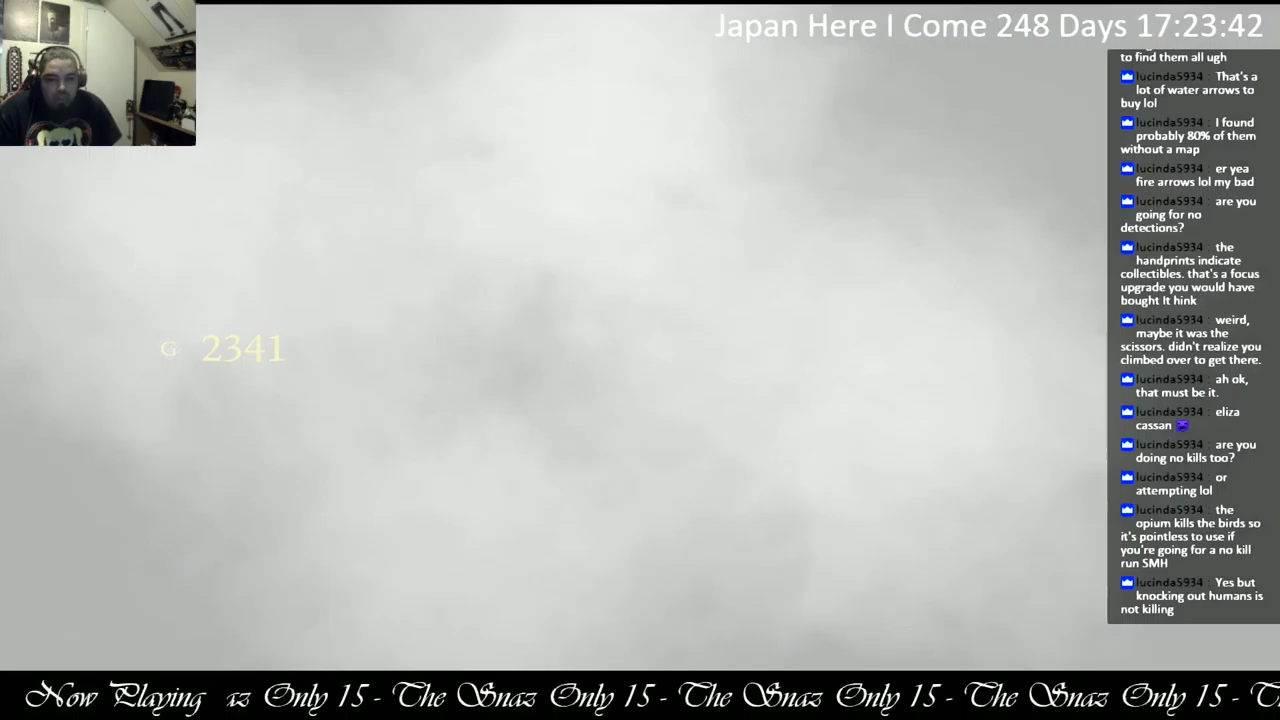 Japan Here I Come 248 Days 17:23:42
to find them all ugh
lucinda5934 : That's a
lot of water arrows to
buy lol
lucinda5934 : I found
probably 80% of them
without a map
lucinda5934 : er yea
fire arrows lol my bad
lucinda5934 : are you
going for no
detections?
lucinda5934 : the
handprints indicate
collectibles. that's a focus
upgrade you would have
bought It hink
lucinda5934 : weird,
maybe it was the
scissors. didn't realize you
climbed over to get there.
lucinda5934 : ah ok,
that must be it.
lucinda5934 : eliza
cassan
lucinda5934 : are you
doing no kills too?
lucinda5934 : or
attempting lol
lucinda5934 : the
opium kills the birds so
it's pointless to use if
you're going for a no kill
run SMH
lucinda5934 : Yes but
knocking out humans is
not killing
G 2341
Now Playing az Only 15 - The Snaz Only 15 - The Snaz Only 15 - The Snaz Only 15 - T